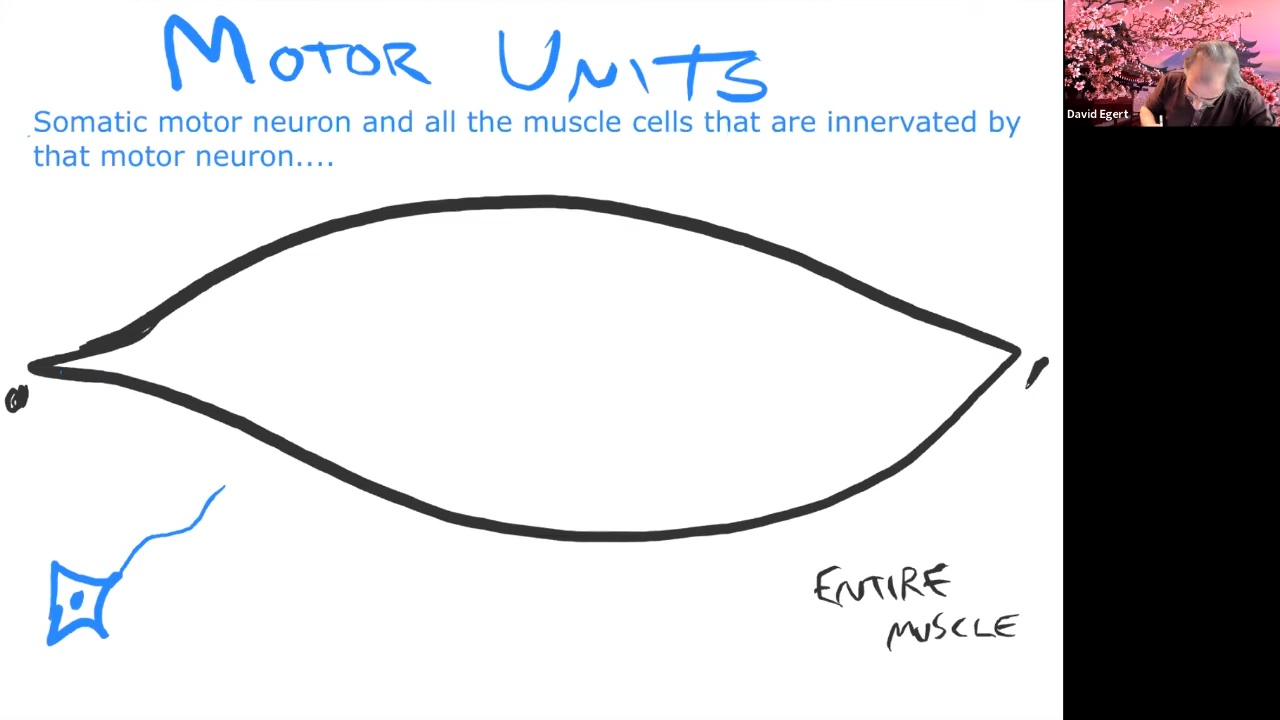 MOTOR UNITS
Somatic motor neuron and all the muscle cells that are innervated by
that motor neuron....
David Egert
ENTIRE
MUSCLE